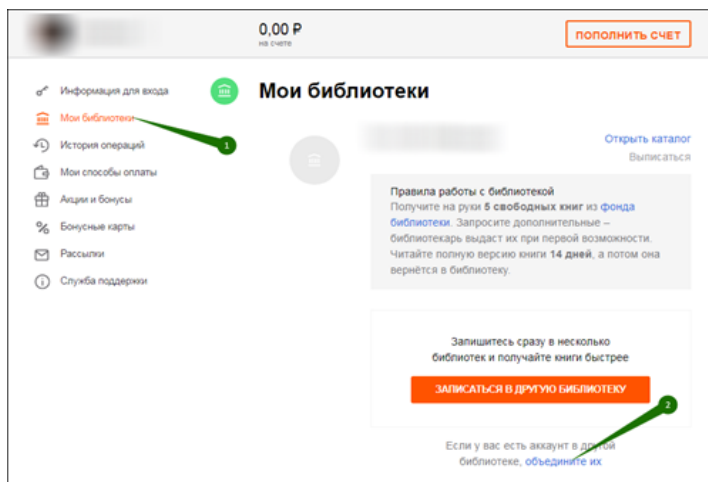 0,00 ₽
на счете
ПОПОЛНИТЬ СЧЕТ
Информация для входа
Мои библиотеки
История операций
Мои способы оплаты
Акции и бонусы
Бонусные карты
Рассылки
Служба поддержки
1
Мои библиотеки
Открыть каталог
Выписаться
Правила работы с библиотекой
Получите на руки 5 свободных книг из фонда
библиотеки. Запросите дополнительные –
библиотекарь выдаст их при первой возможности.
Читайте полную версию книги 14 дней, а потом она
вернётся в библиотеку.
Запишитесь сразу в несколько
библиотек и получайте книги быстрее
ЗАПИСАТЬСЯ В ДРУГУЮ БИБЛИОТЕКУ
2
Если у вас есть аккаунт в другой
библиотеке, объедините их